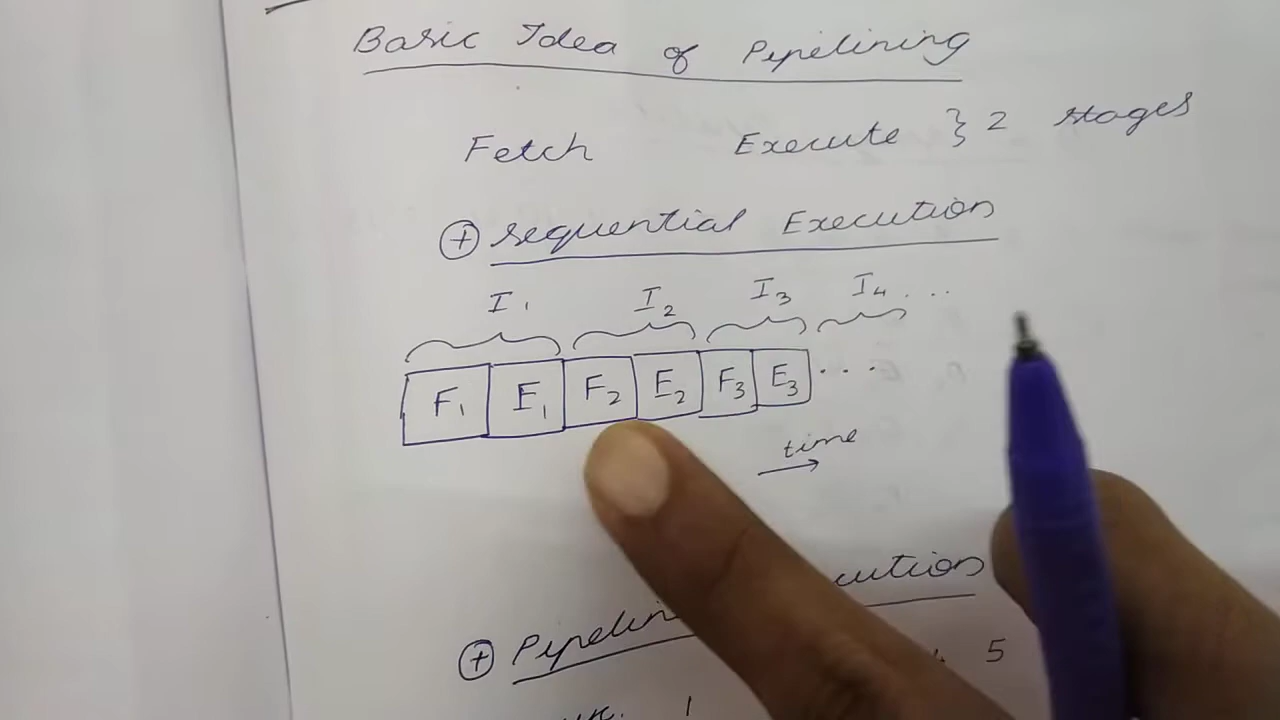 Basic Idea of Pipelining
Fetch Execute } 2 stages
+ Sequential Execution
I1 I2 I3 I4 ...
F1 E1 F2 E2 F3 E3 ...
time
+
5
1